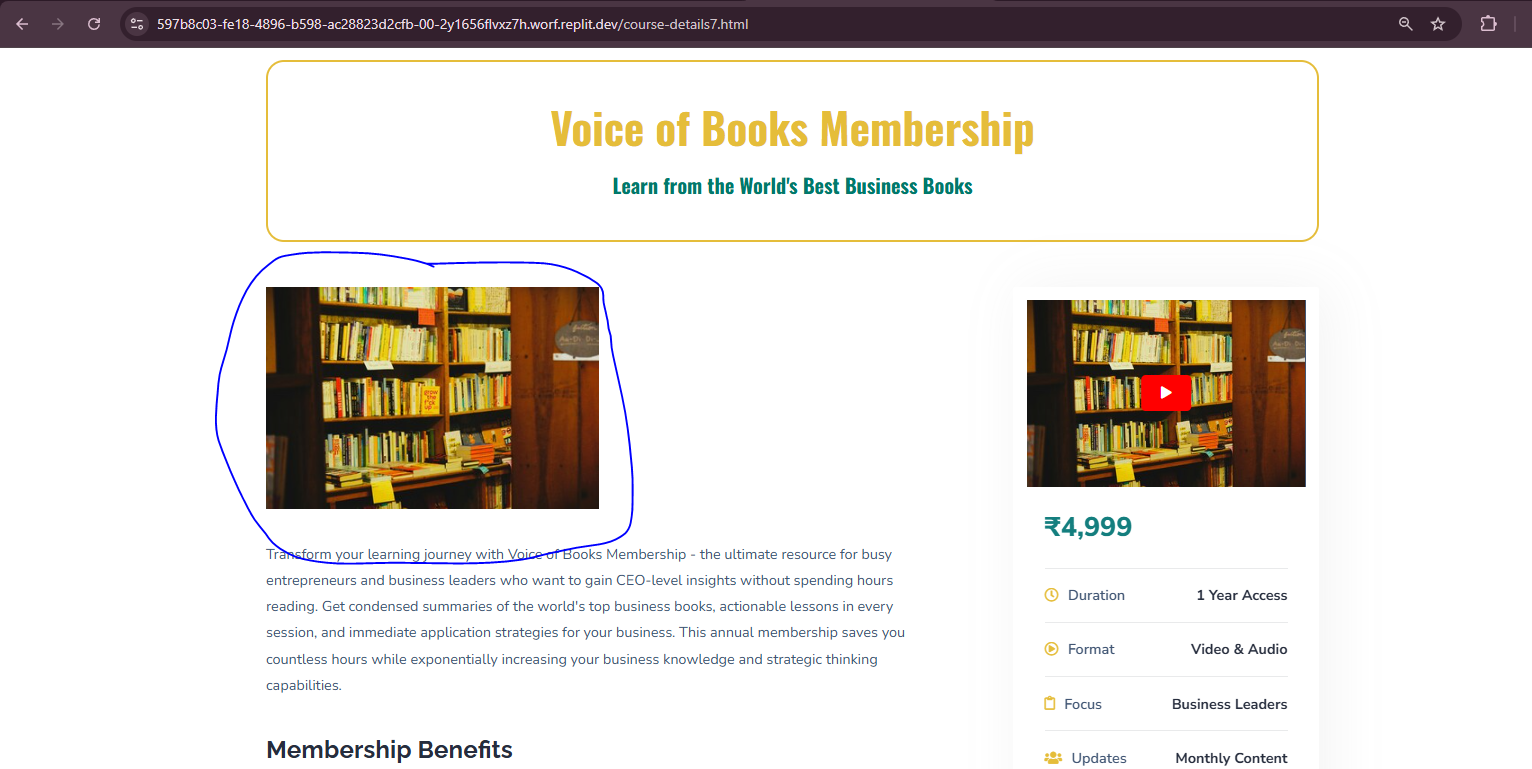 597b8c03-fe18-4896-b598-ac28823d2cfb-00-2y1656flvxz7h.worf.replit.dev/course-details7.html
Voice of Books Membership
Learn from the World's Best Business Books
Transform your learning journey with Voice of Books Membership - the ultimate resource for busy
entrepreneurs and business leaders who want to gain CEO-level insights without spending hours
reading. Get condensed summaries of the world's top business books, actionable lessons in every
session, and immediate application strategies for your business. This annual membership saves you
countless hours while exponentially increasing your business knowledge and strategic thinking
capabilities.
Membership Benefits
₹4,999
Duration 1 Year Access
Format Video & Audio
Focus Business Leaders
Updates Monthly Content